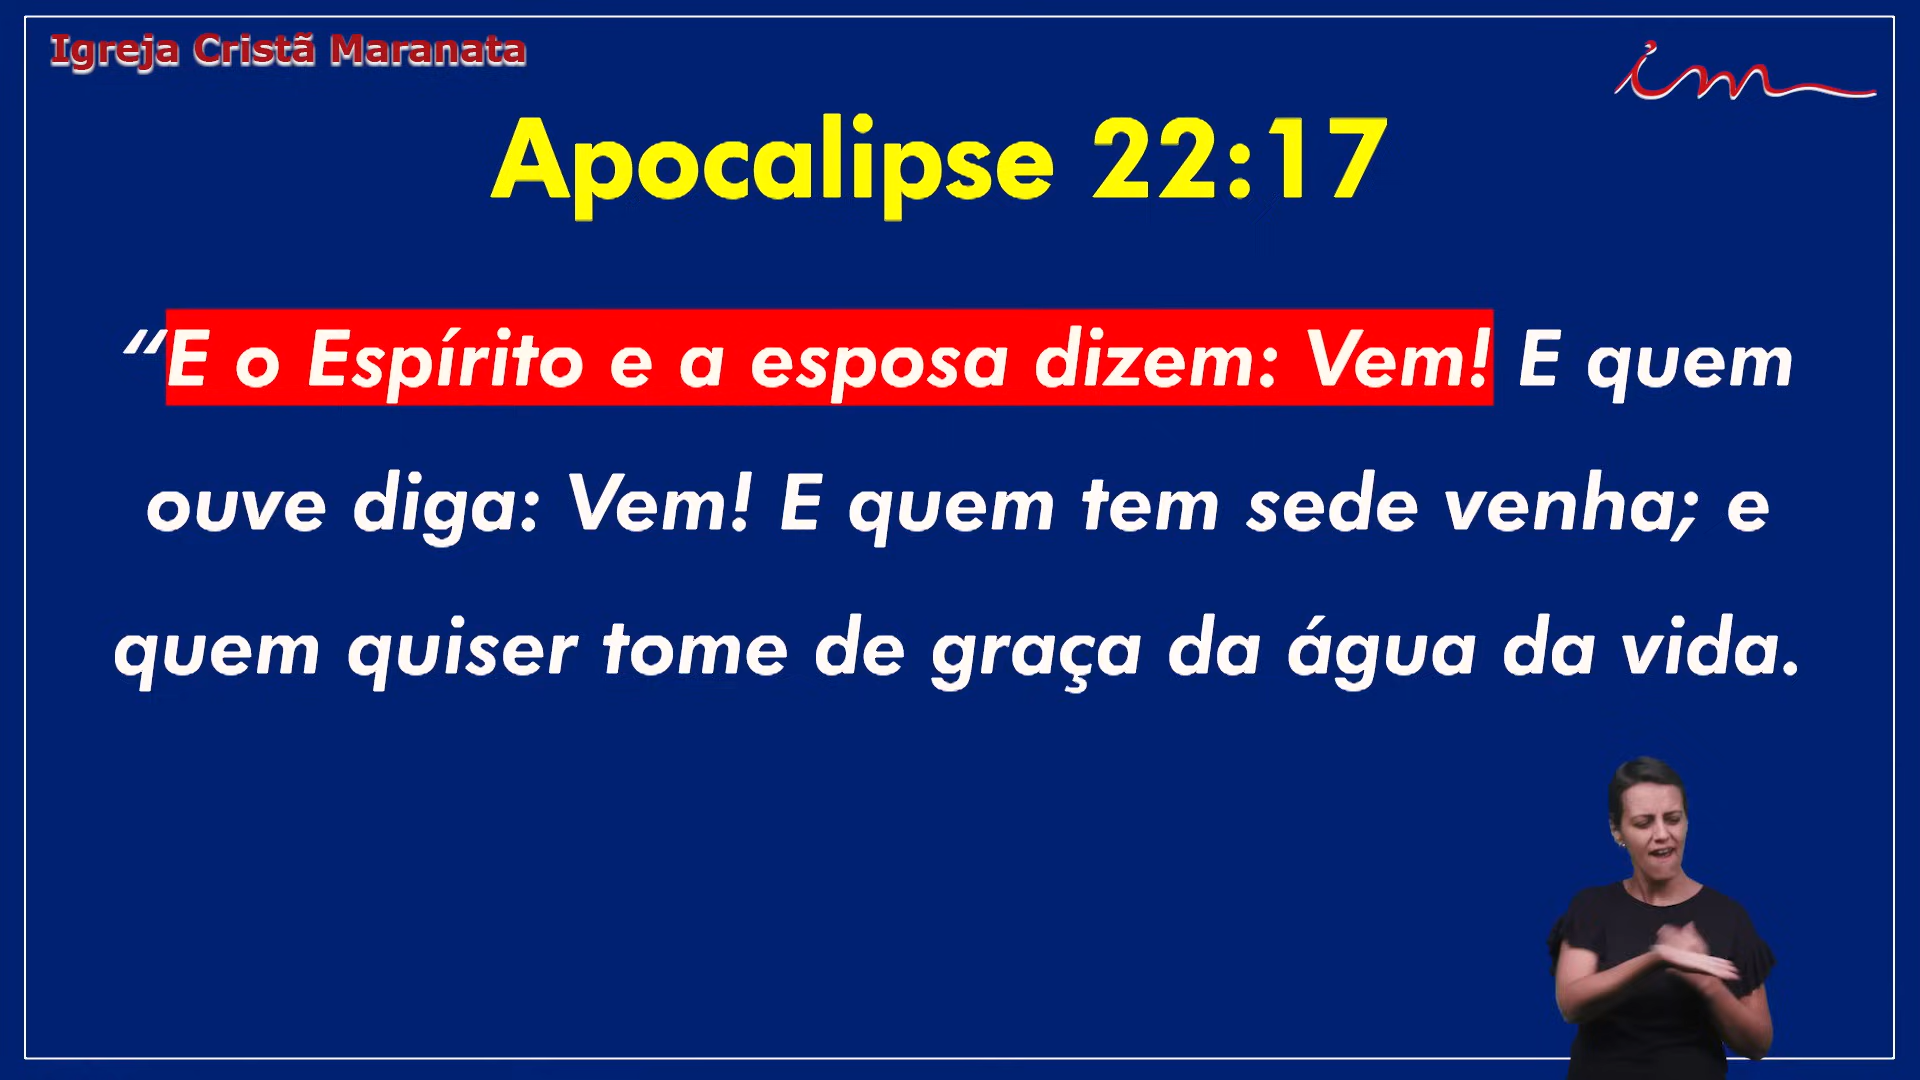 Igreja Cristã Maranata
im
Apocalipse 22:17
“E o Espírito e a esposa dizem: Vem! E quem
ouve diga: Vem! E quem tem sede venha; e
quem quiser tome de graça da água da vida.